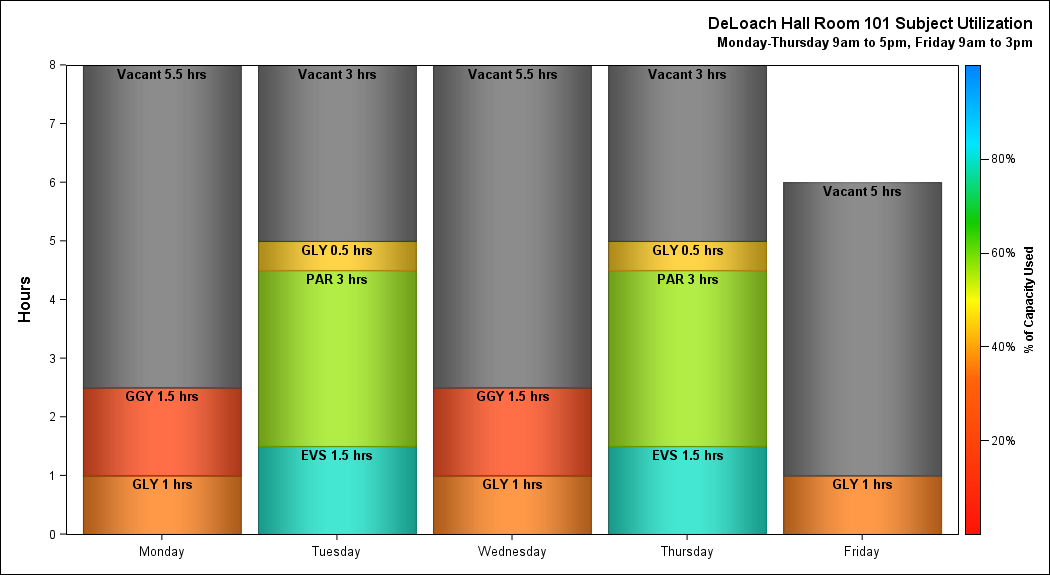 DeLoach Hall Room 101 Subject Utilization
Monday-Thursday 9am to 5pm, Friday 9am to 3pm
Hours
8
7
6
5
4
3
2
1
0
Vacant 5.5 hrs
GGY 1.5 hrs
GLY 1 hrs
Monday
Vacant 3 hrs
GLY 0.5 hrs
PAR 3 hrs
EVS 1.5 hrs
Tuesday
Vacant 5.5 hrs
GGY 1.5 hrs
GLY 1 hrs
Wednesday
Vacant 3 hrs
GLY 0.5 hrs
PAR 3 hrs
EVS 1.5 hrs
Thursday
Vacant 5 hrs
GLY 1 hrs
Friday
80%
60%
40%
20%
% of Capacity Used